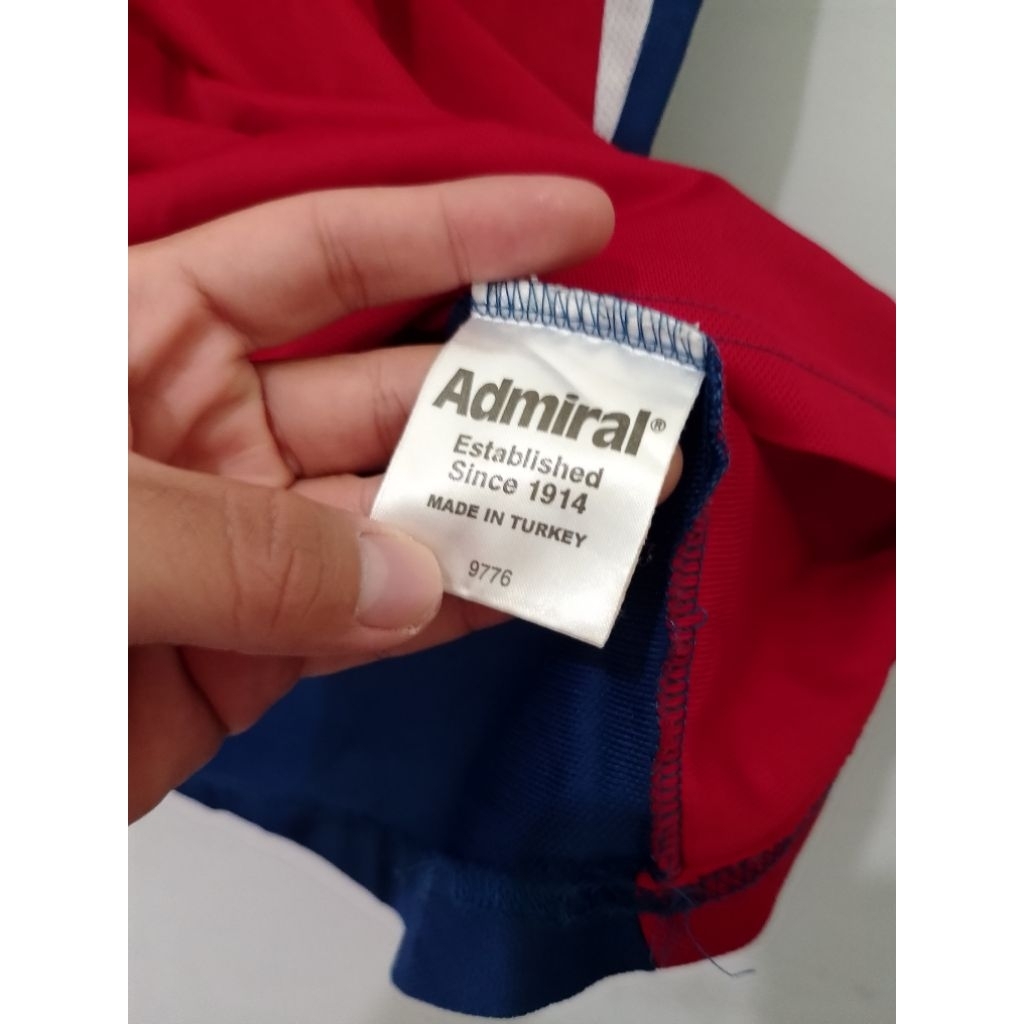 Admiral®
Established
Since 1914
MADE IN TURKEY
9776